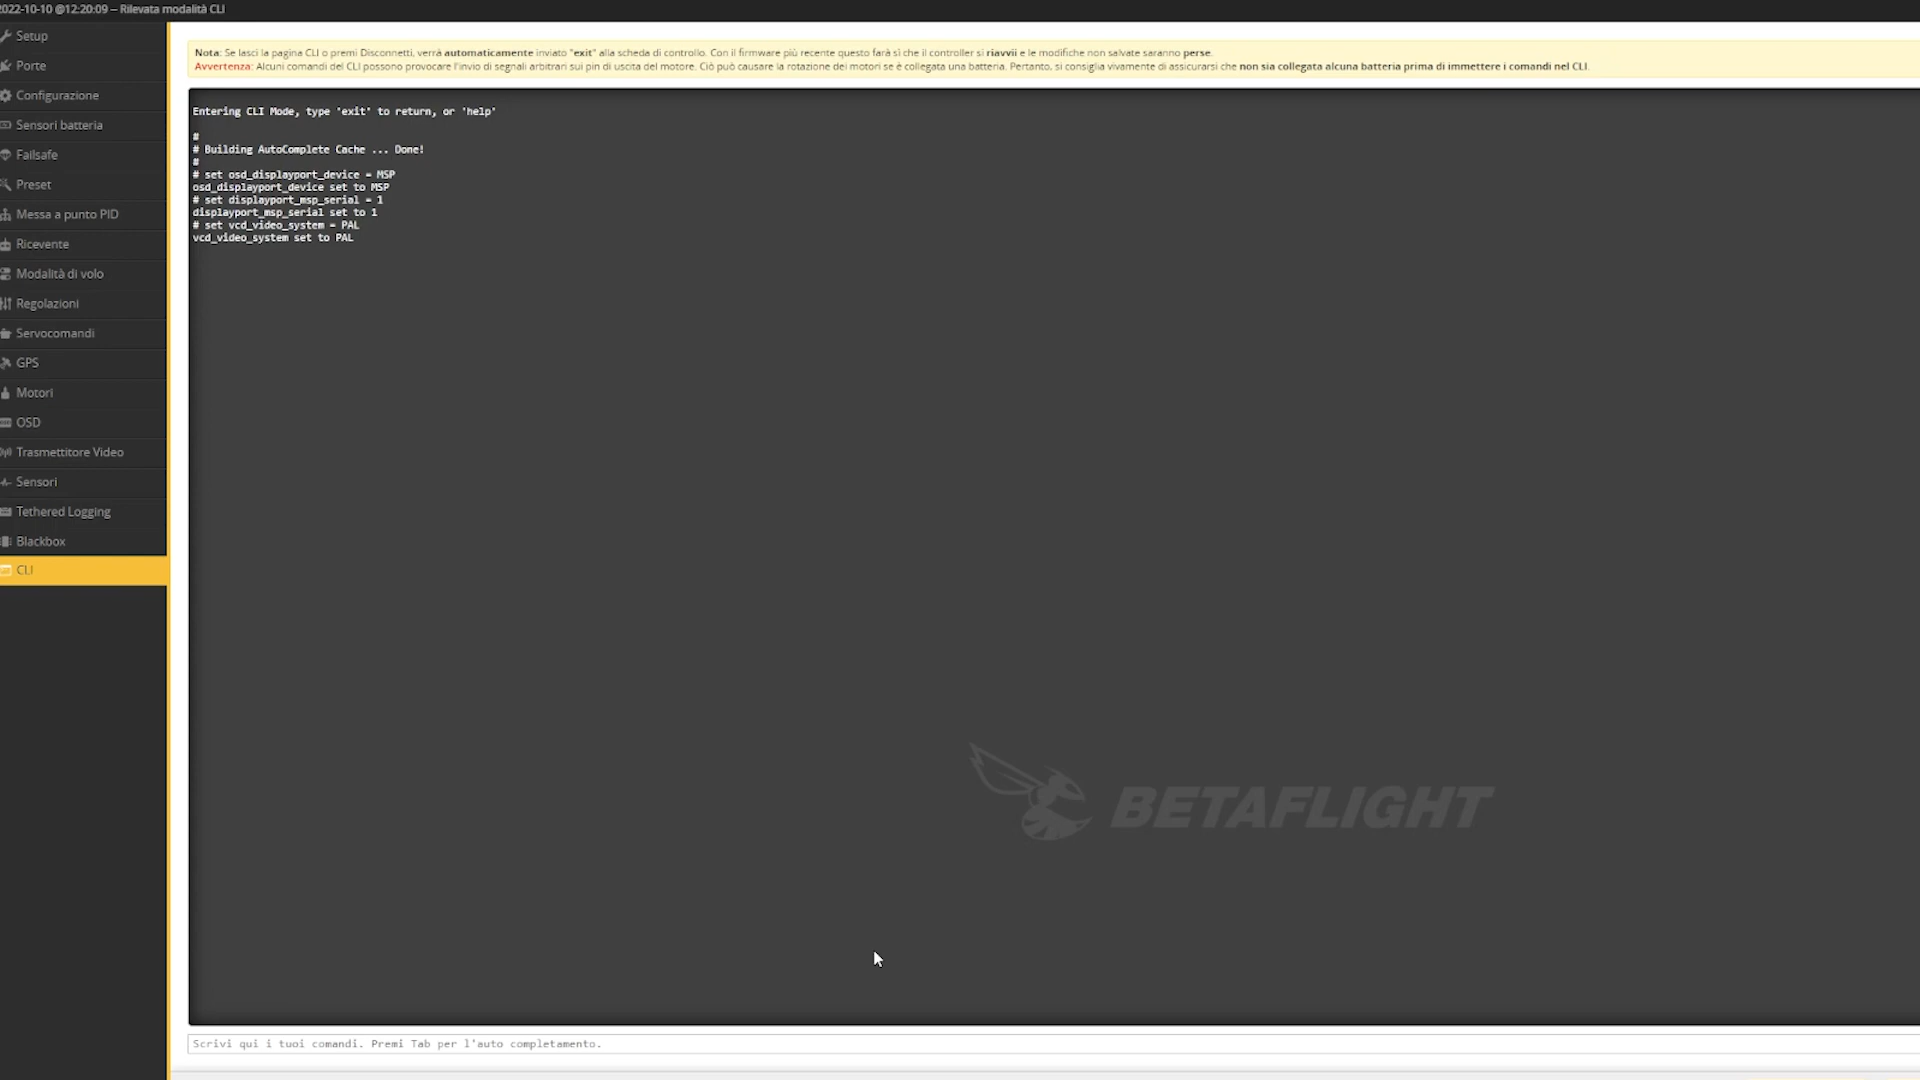 2022-10-10 @12:20:09 -- Rilevata modalità CLI
Setup
Porte
Configurazione
Sensori batteria
Failsafe
Preset
Messa a punto PID
Ricevente
Modalità di volo
Regolazioni
Servocomandi
GPS
Motori
OSD
Trasmettitore Video
Sensori
Tethered Logging
Blackbox
CLI
Nota: Se lasci la pagina CLI o premi Disconnetti, verrà automaticamente inviato "exit" alla scheda di controllo. Con il firmware più recente questo farà sì che il controller si riavvii e le modifiche non salvate saranno perse.
Avvertenza: Alcuni comandi del CLI possono provocare l'invio di segnali arbitrari sui pin di uscita del motore. Ciò può causare la rotazione dei motori se è collegata una batteria. Pertanto, si consiglia vivamente di assicurarsi che non sia collegata alcuna batteria prima di immettere i comandi nel CLI.
Entering CLI Mode, type 'exit' to return, or 'help'
#
# Building AutoComplete Cache ... Done!
#
# set osd_displayport_device = MSP
osd_displayport_device set to MSP
# set displayport_msp_serial = 1
displayport_msp_serial set to 1
# set vcd_video_system = PAL
vcd_video_system set to PAL
BETAFLIGHT
Scrivi qui i tuoi comandi. Premi Tab per l'auto completamento.